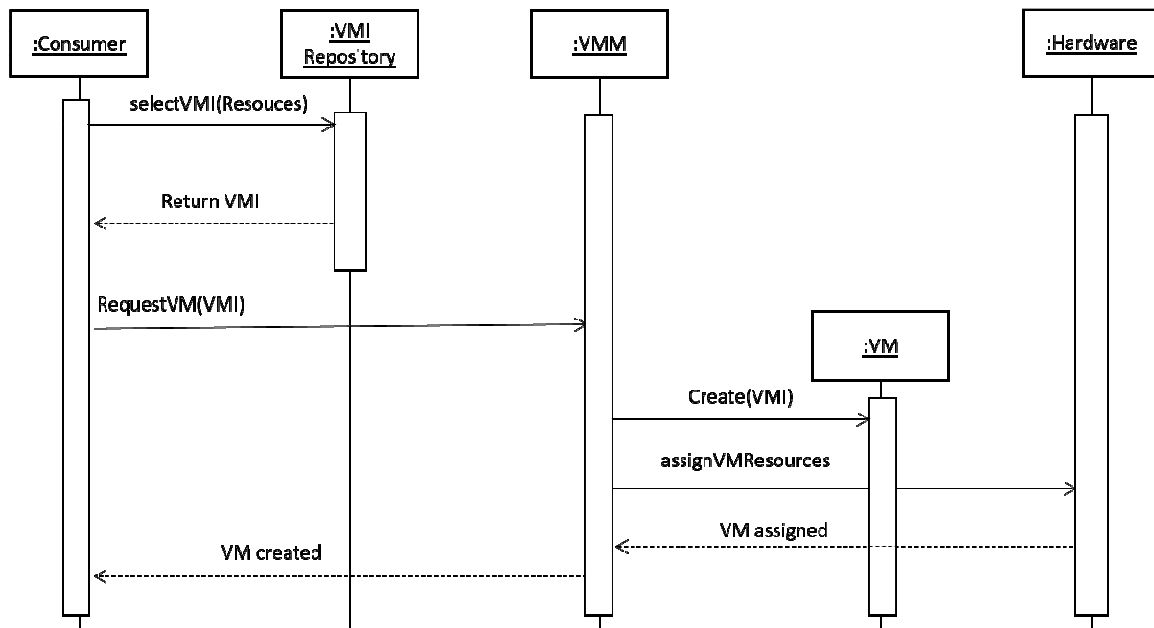 :Consumer
:VMI
Repository
:VMM
:Hardware
selectVMI(Resouces)
Return VMI
RequestVM(VMI)
:VM
Create(VMI)
assignVMResources
VM assigned
VM created